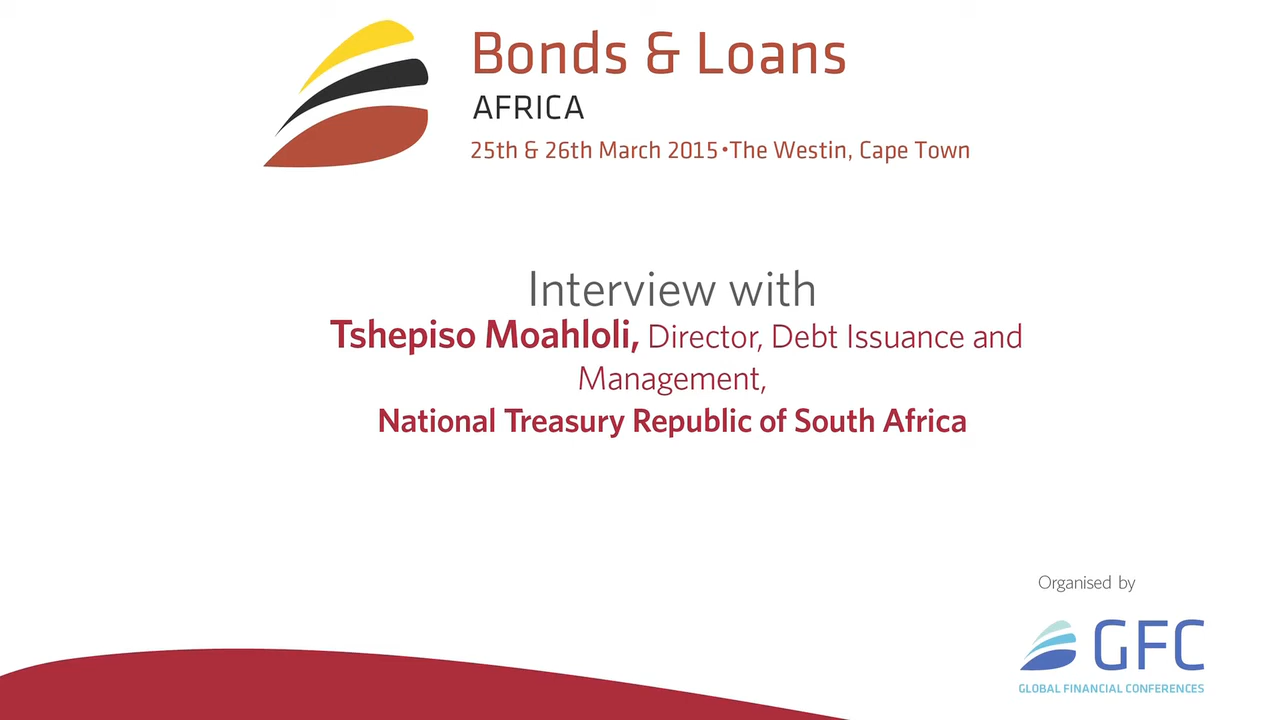 Bonds & Loans
AFRICA
25th & 26th March 2015•The Westin, Cape Town
Interview with
Tshepiso Moahloli, Director, Debt Issuance and
Management,
National Treasury Republic of South Africa
Organised by
GFC
GLOBAL FINANCIAL CONFERENCES